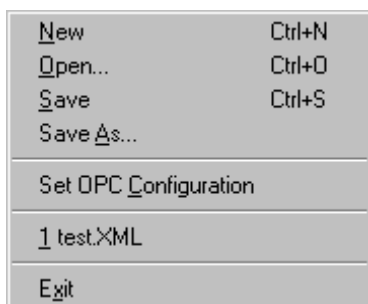 New Ctrl+N
Open... Ctrl+O
Save Ctrl+S
Save As...
Set OPC Configuration
1 test.XML
Exit